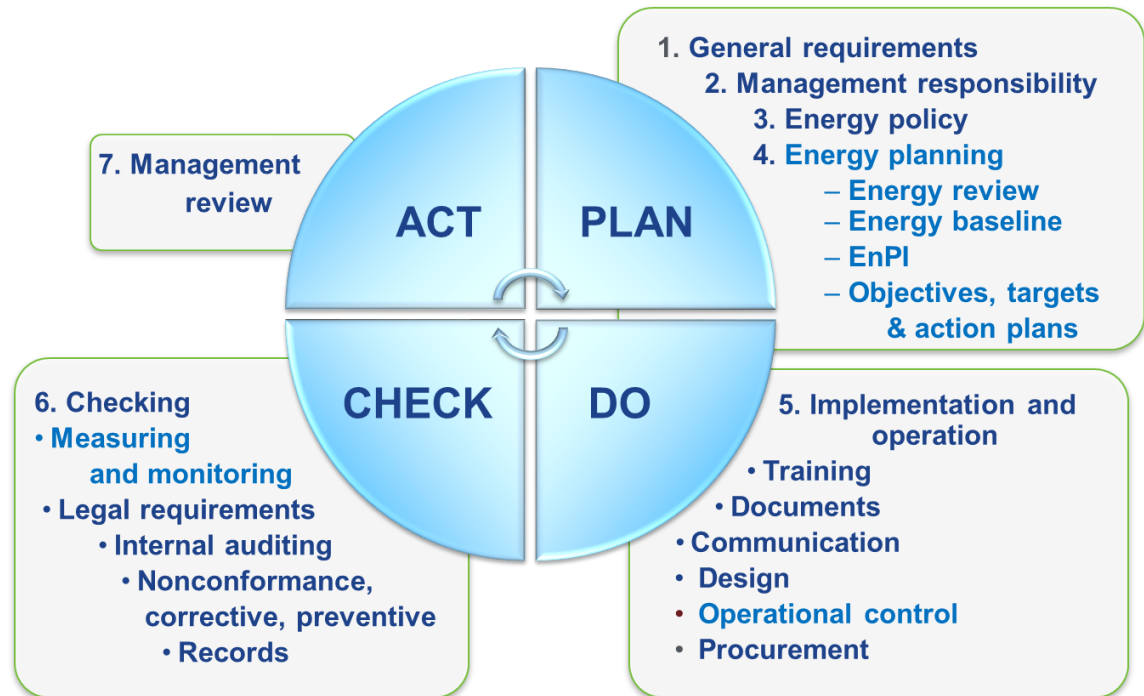 1. General requirements
2. Management responsibility
3. Energy policy
4. Energy planning
– Energy review
– Energy baseline
– EnPI
– Objectives, targets
& action plans
7. Management
review
ACT
PLAN
CHECK
DO
6. Checking
• Measuring
and monitoring
• Legal requirements
• Internal auditing
• Nonconformance,
corrective, preventive
• Records
5. Implementation and
operation
• Training
• Documents
• Communication
• Design
• Operational control
• Procurement